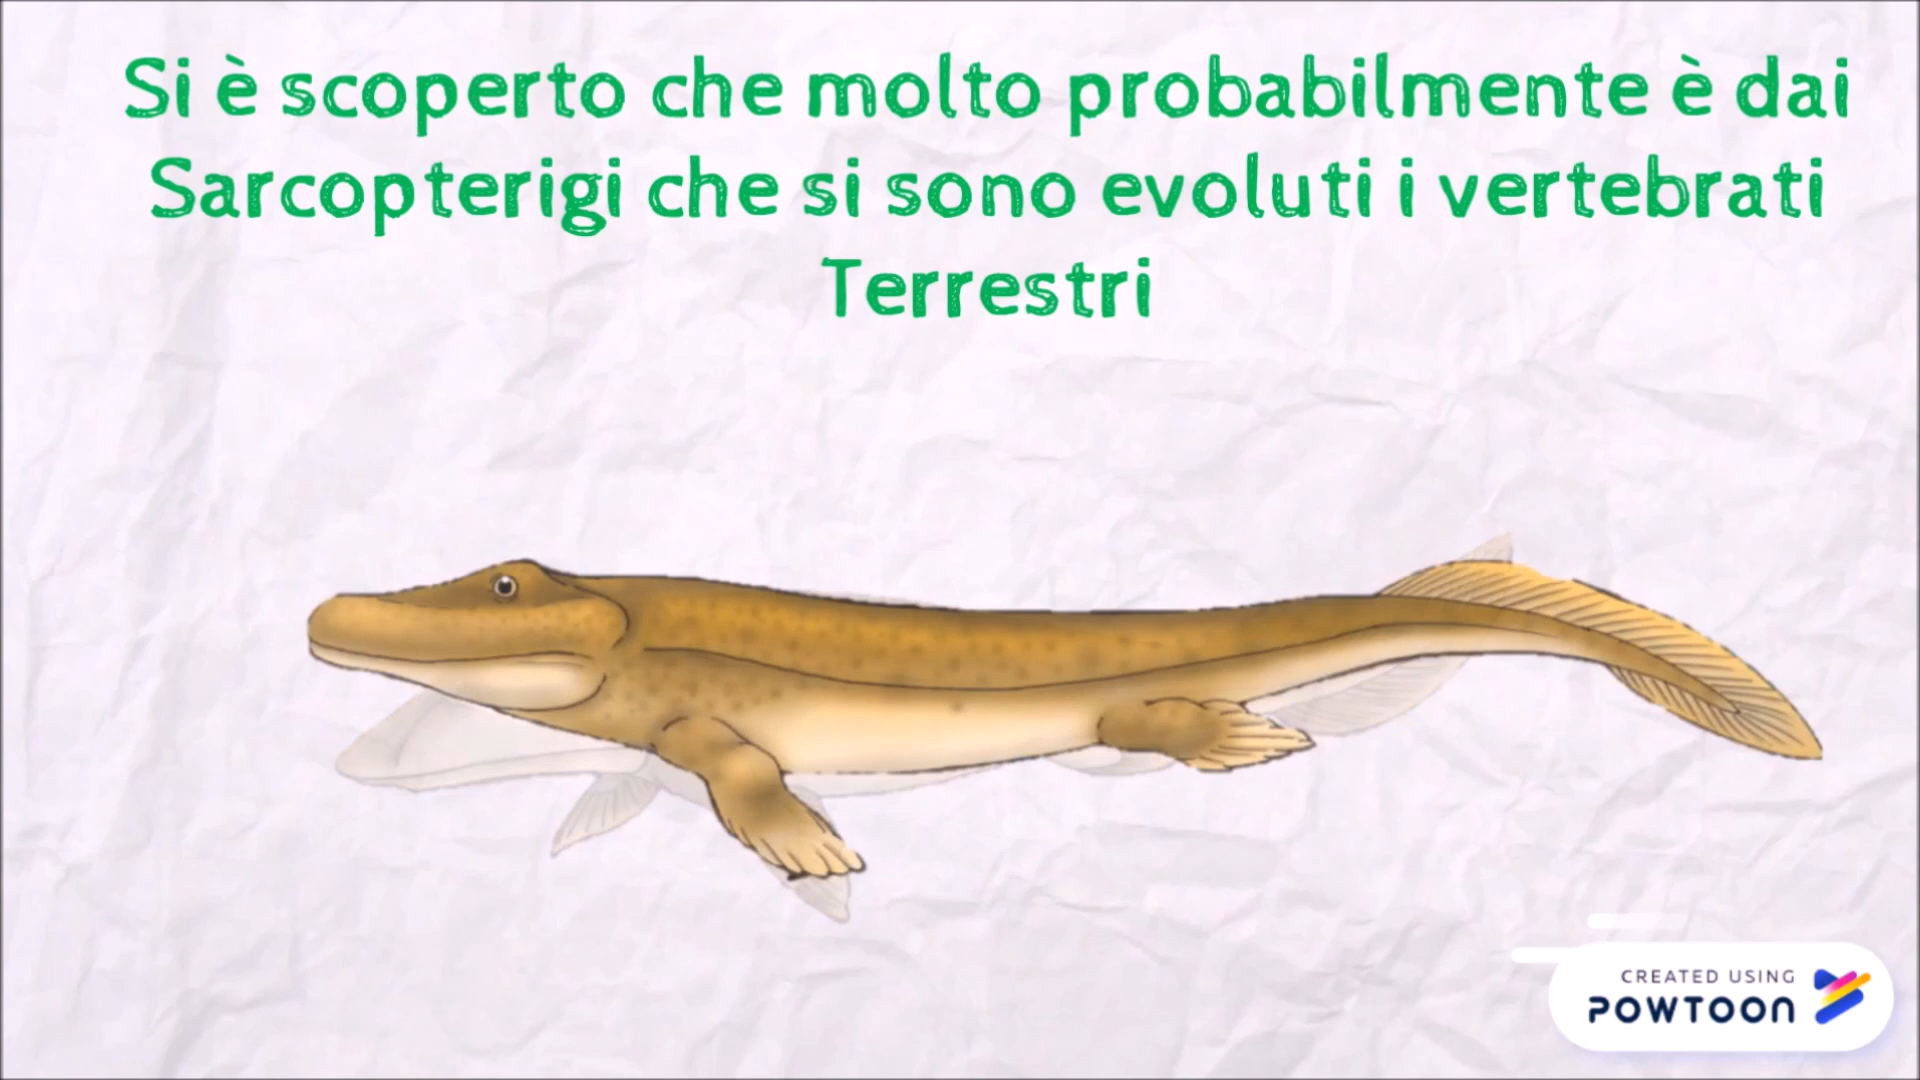 Si è scoperto che molto probabilmente è dai
Sarcopterigi che si sono evoluti i vertebrati
Terrestri
CREATED USING
POWTOON